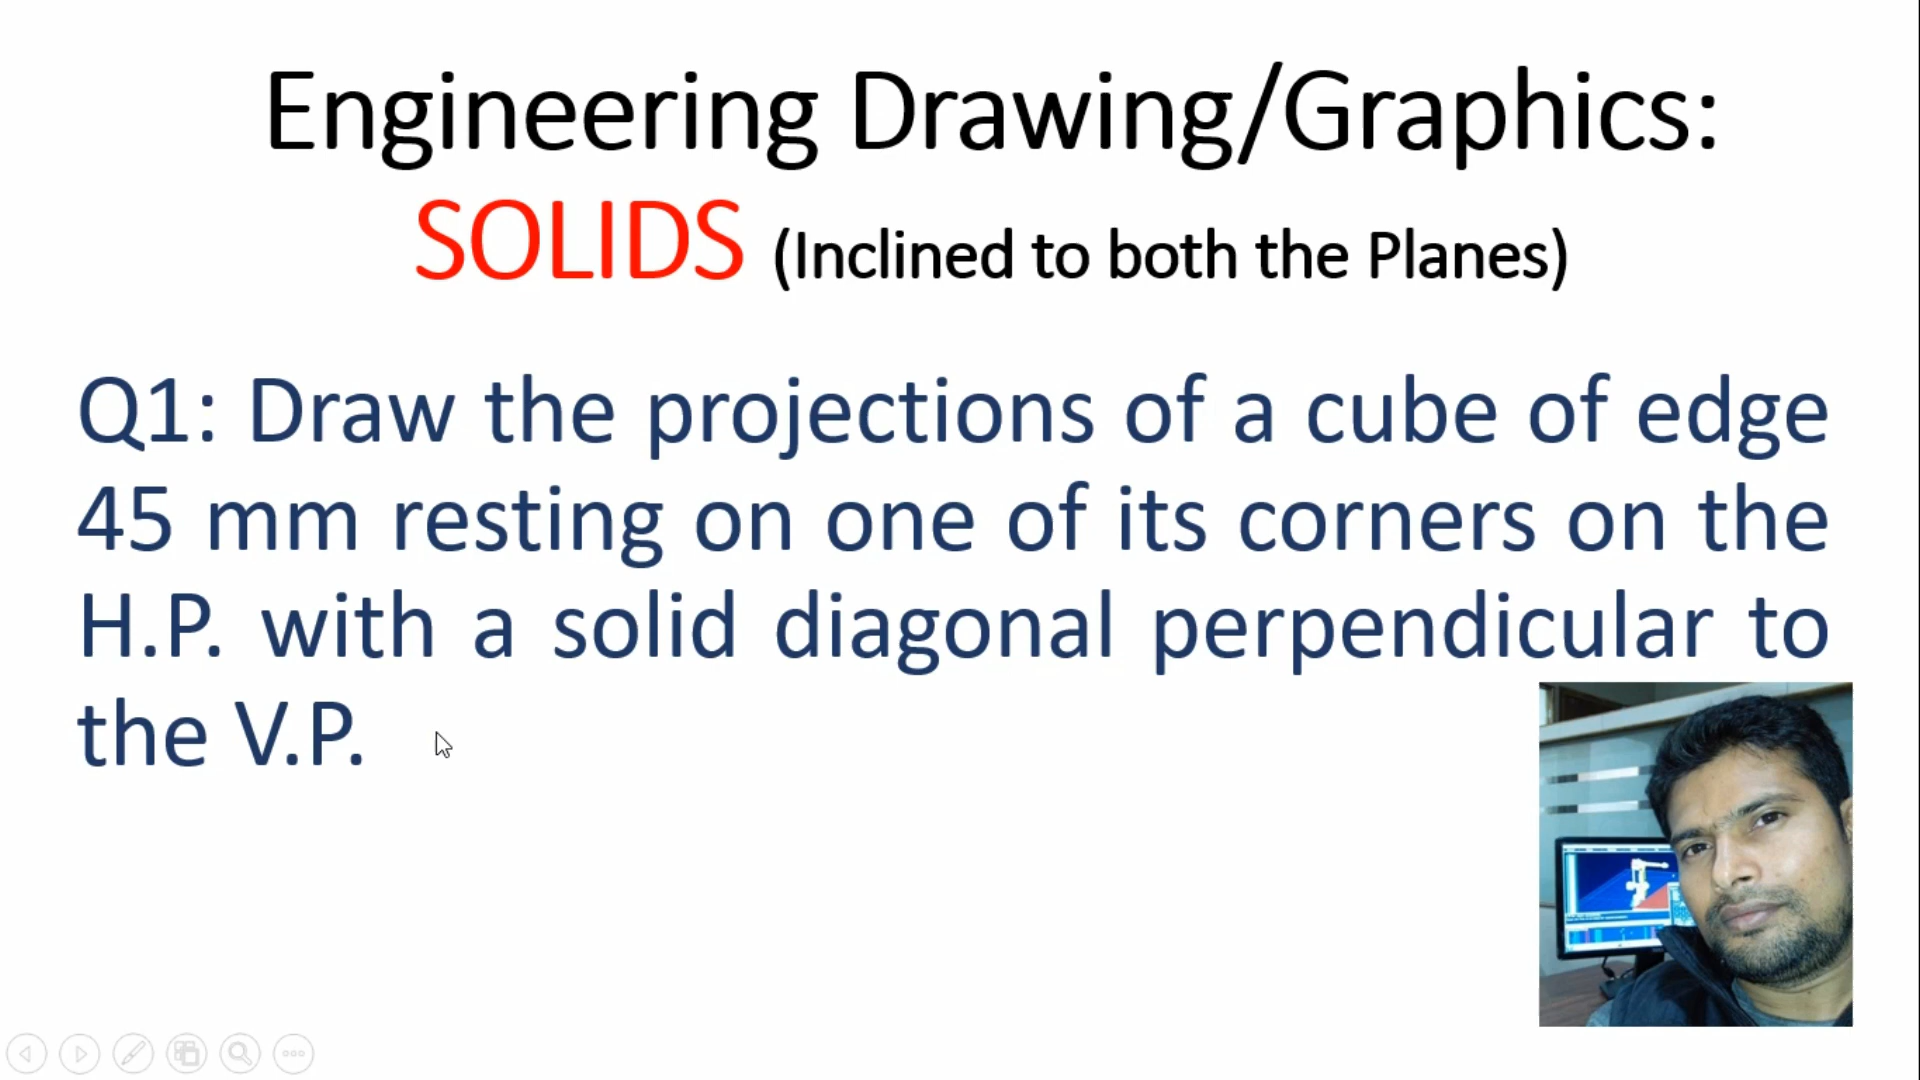 Engineering Drawing/Graphics:
SOLIDS (Inclined to both the Planes)
Q1: Draw the projections of a cube of edge
45 mm resting on one of its corners on the
H.P. with a solid diagonal perpendicular to
the V.P.